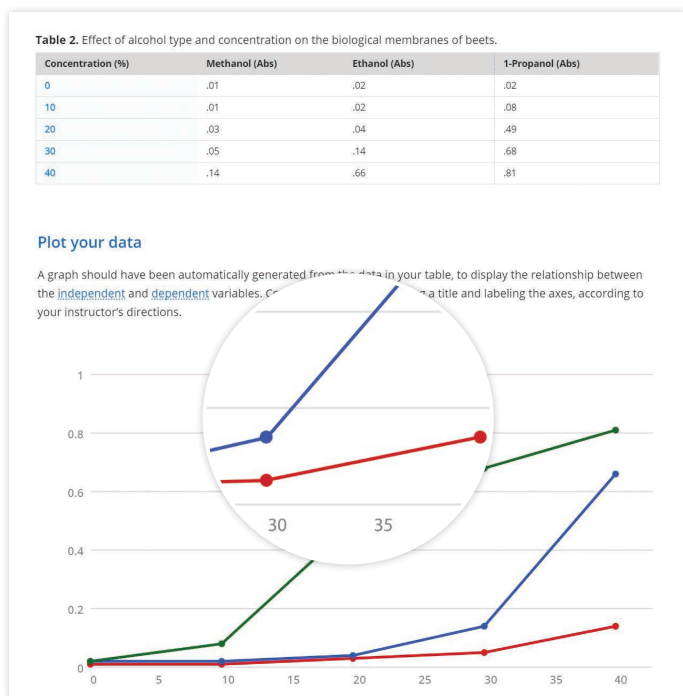 Table 2. Effect of alcohol type and concentration on the biological membranes of beets.
Concentration (%) Methanol (Abs) Ethanol (Abs) 1-Propanol (Abs)
0 .01 .02 .02
10 .01 .02 .08
20 .03 .04 .49
30 .05 .14 .68
40 .14 .66 .81
Plot your data
A graph should have been automatically generated from the data in your table, to display the relationship between
the independent and dependent variables. a title and labeling the axes, according to
your instructor's directions.
1
0.8
0.6
0.4
0.2
0
30 35
0 5 10 15 20 25 30 35 40